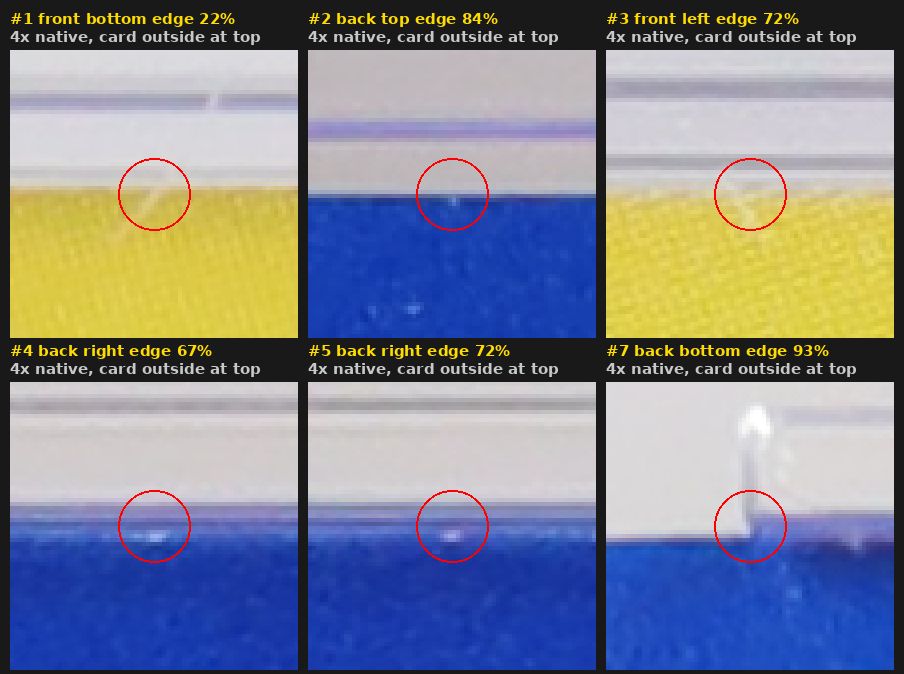 #1 front bottom edge 22%
4x native, card outside at top
#2 back top edge 84%
4x native, card outside at top
#3 front left edge 72%
4x native, card outside at top
#4 back right edge 67%
4x native, card outside at top
#5 back right edge 72%
4x native, card outside at top
#7 back bottom edge 93%
4x native, card outside at top